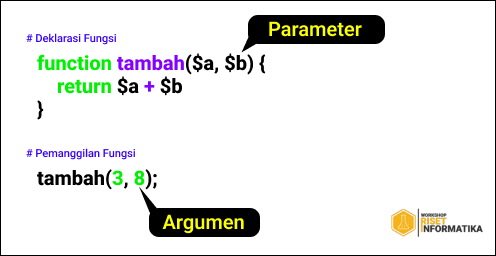 Parameter
# Deklarasi Fungsi
function tambah($a, $b) {
return $a + $b
}
# Pemanggilan Fungsi
tambah(3, 8);
Argumen
WORKSHOP
RISET
INFORMATIKA